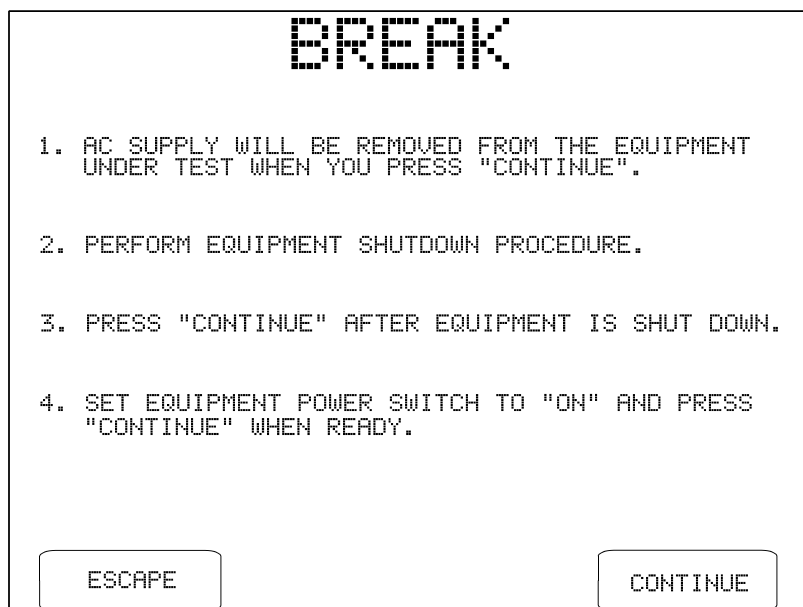 BREAK
1. AC SUPPLY WILL BE REMOVED FROM THE EQUIPMENT
UNDER TEST WHEN YOU PRESS "CONTINUE".
2. PERFORM EQUIPMENT SHUTDOWN PROCEDURE.
3. PRESS "CONTINUE" AFTER EQUIPMENT IS SHUT DOWN.
4. SET EQUIPMENT POWER SWITCH TO "ON" AND PRESS
"CONTINUE" WHEN READY.
ESCAPE
CONTINUE